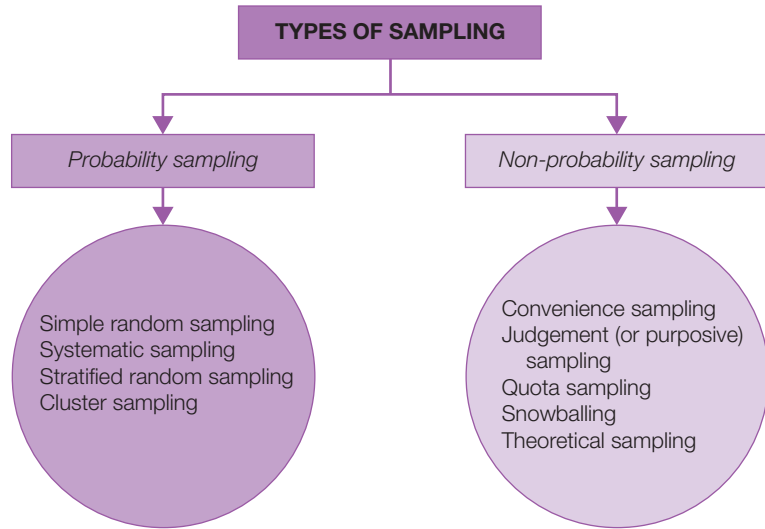 TYPES OF SAMPLING
Probability sampling
Non-probability sampling
Simple random sampling
Systematic sampling
Stratified random sampling
Cluster sampling
Convenience sampling
Judgement (or purposive)
sampling
Quota sampling
Snowballing
Theoretical sampling